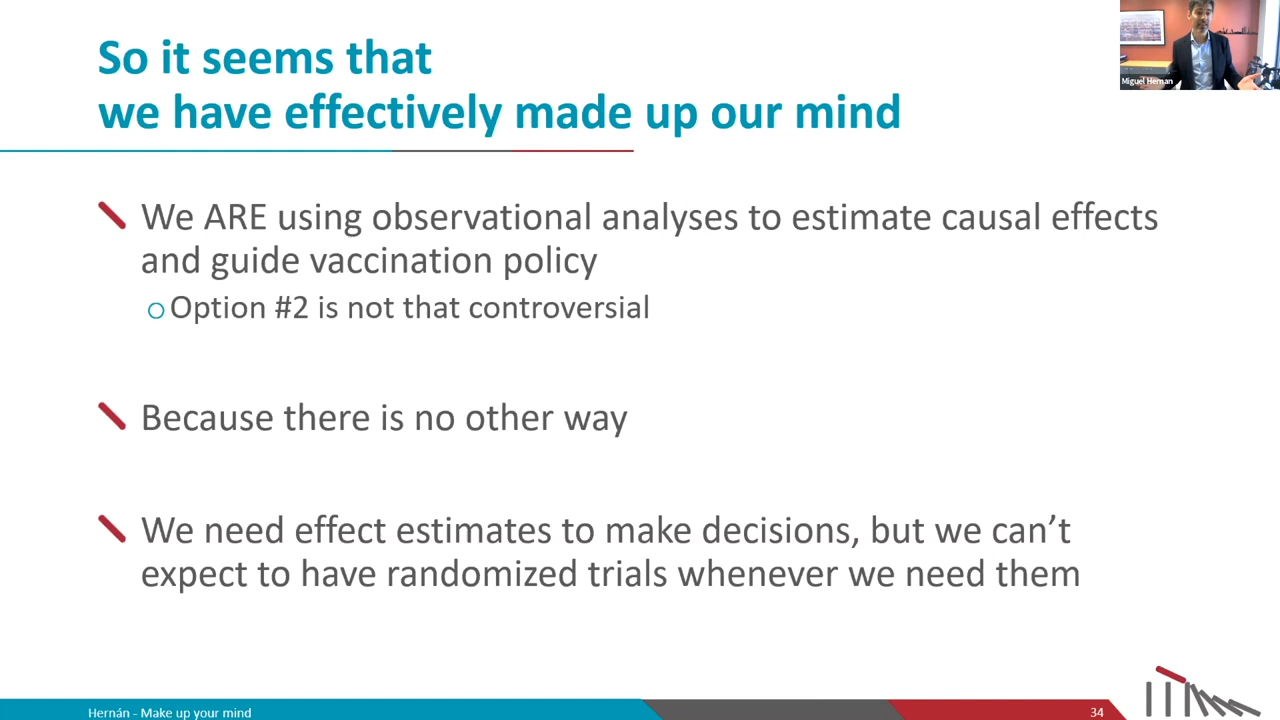 So it seems that
we have effectively made up our mind
Miguel Hernan
We ARE using observational analyses to estimate causal effects
and guide vaccination policy
Option #2 is not that controversial
Because there is no other way
We need effect estimates to make decisions, but we can’t
expect to have randomized trials whenever we need them
Hernán - Make up your mind
34